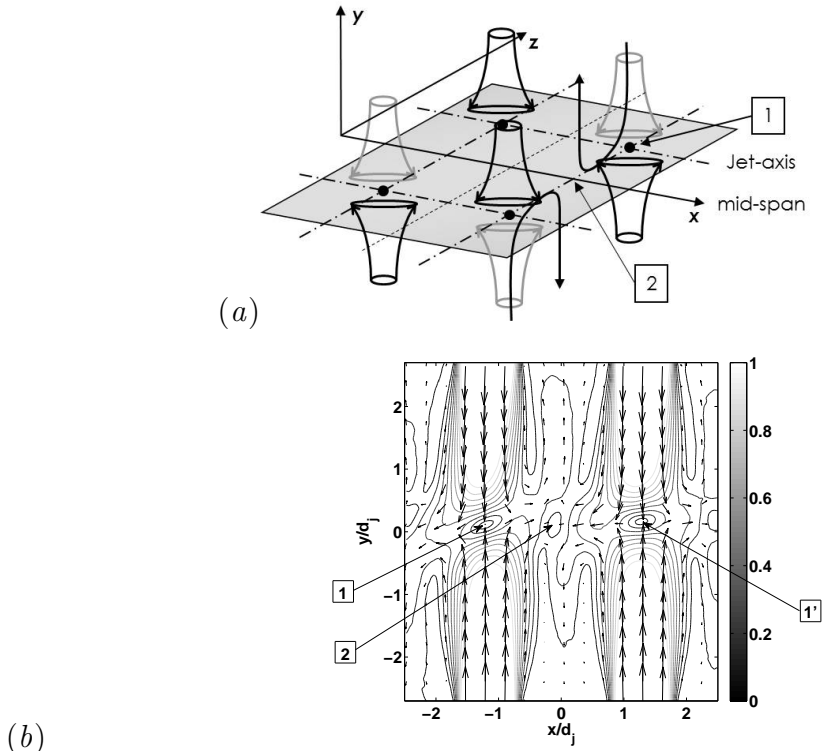 y
z
1
Jet-axis
mid-span
x
2
(a)
1
2
0.8
1
0.6
y/d_j
0
0.4
1
−1
1'
0.2
2
−2
0
−2 −1 0 1 2
x/d_j
(b)